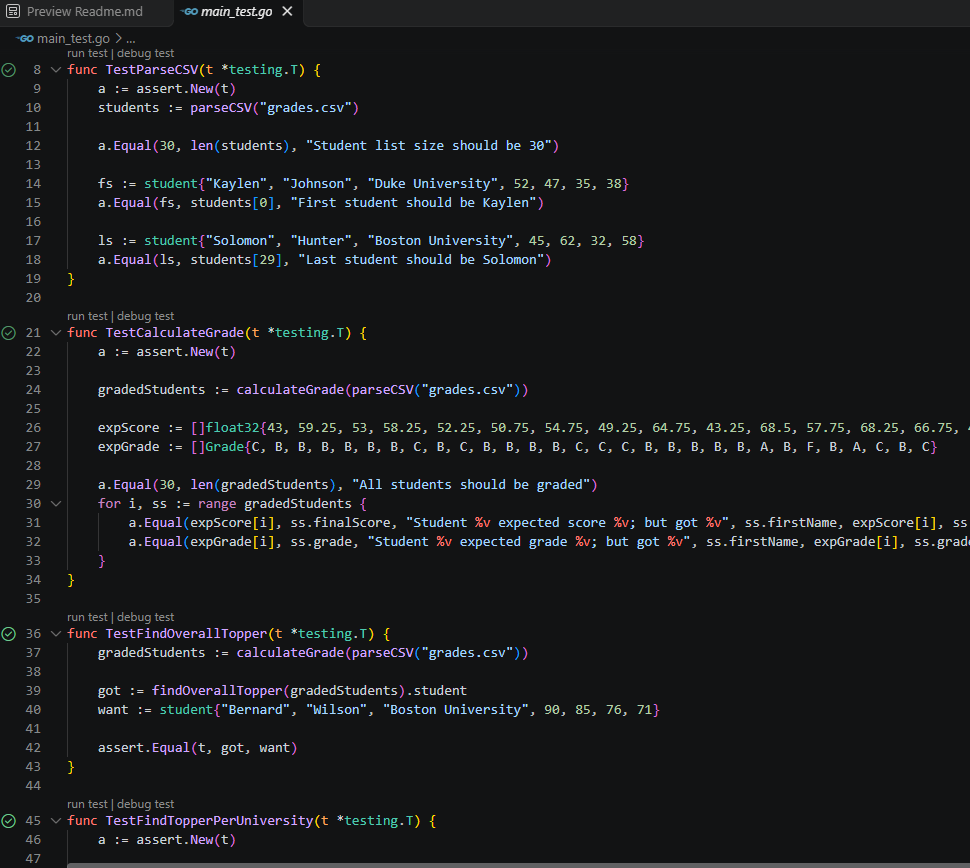 Preview Readme.md
GO main_test.go ✕
GO main_test.go > ...
run test | debug test
8 func TestParseCSV(t *testing.T) {
9 a := assert.New(t)
10 students := parseCSV("grades.csv")
11
12 a.Equal(30, len(students), "Student list size should be 30")
13
14 fs := student{"Kaylen", "Johnson", "Duke University", 52, 47, 35, 38}
15 a.Equal(fs, students[0], "First student should be Kaylen")
16
17 ls := student{"Solomon", "Hunter", "Boston University", 45, 62, 32, 58}
18 a.Equal(ls, students[29], "Last student should be Solomon")
19 }
20
run test | debug test
21 func TestCalculateGrade(t *testing.T) {
22 a := assert.New(t)
23
24 gradedStudents := calculateGrade(parseCSV("grades.csv"))
25
26 expScore := []float32{43, 59.25, 53, 58.25, 52.25, 50.75, 54.75, 49.25, 64.75, 43.25, 68.5, 57.75, 68.25, 66.75,
27 expGrade := []Grade{C, B, B, B, B, B, B, C, B, C, B, B, B, B, C, C, C, B, B, B, B, B, A, B, F, B, A, C, B, C}
28
29 a.Equal(30, len(gradedStudents), "All students should be graded")
30 for i, ss := range gradedStudents {
31 a.Equal(expScore[i], ss.finalScore, "Student %v expected score %v; but got %v", ss.firstName, expScore[i], ss
32 a.Equal(expGrade[i], ss.grade, "Student %v expected grade %v; but got %v", ss.firstName, expGrade[i], ss.grad
33 }
34 }
35
run test | debug test
36 func TestFindOverallTopper(t *testing.T) {
37 gradedStudents := calculateGrade(parseCSV("grades.csv"))
38
39 got := findOverallTopper(gradedStudents).student
40 want := student{"Bernard", "Wilson", "Boston University", 90, 85, 76, 71}
41
42 assert.Equal(t, got, want)
43 }
44
run test | debug test
45 func TestFindTopperPerUniversity(t *testing.T) {
46 a := assert.New(t)
47